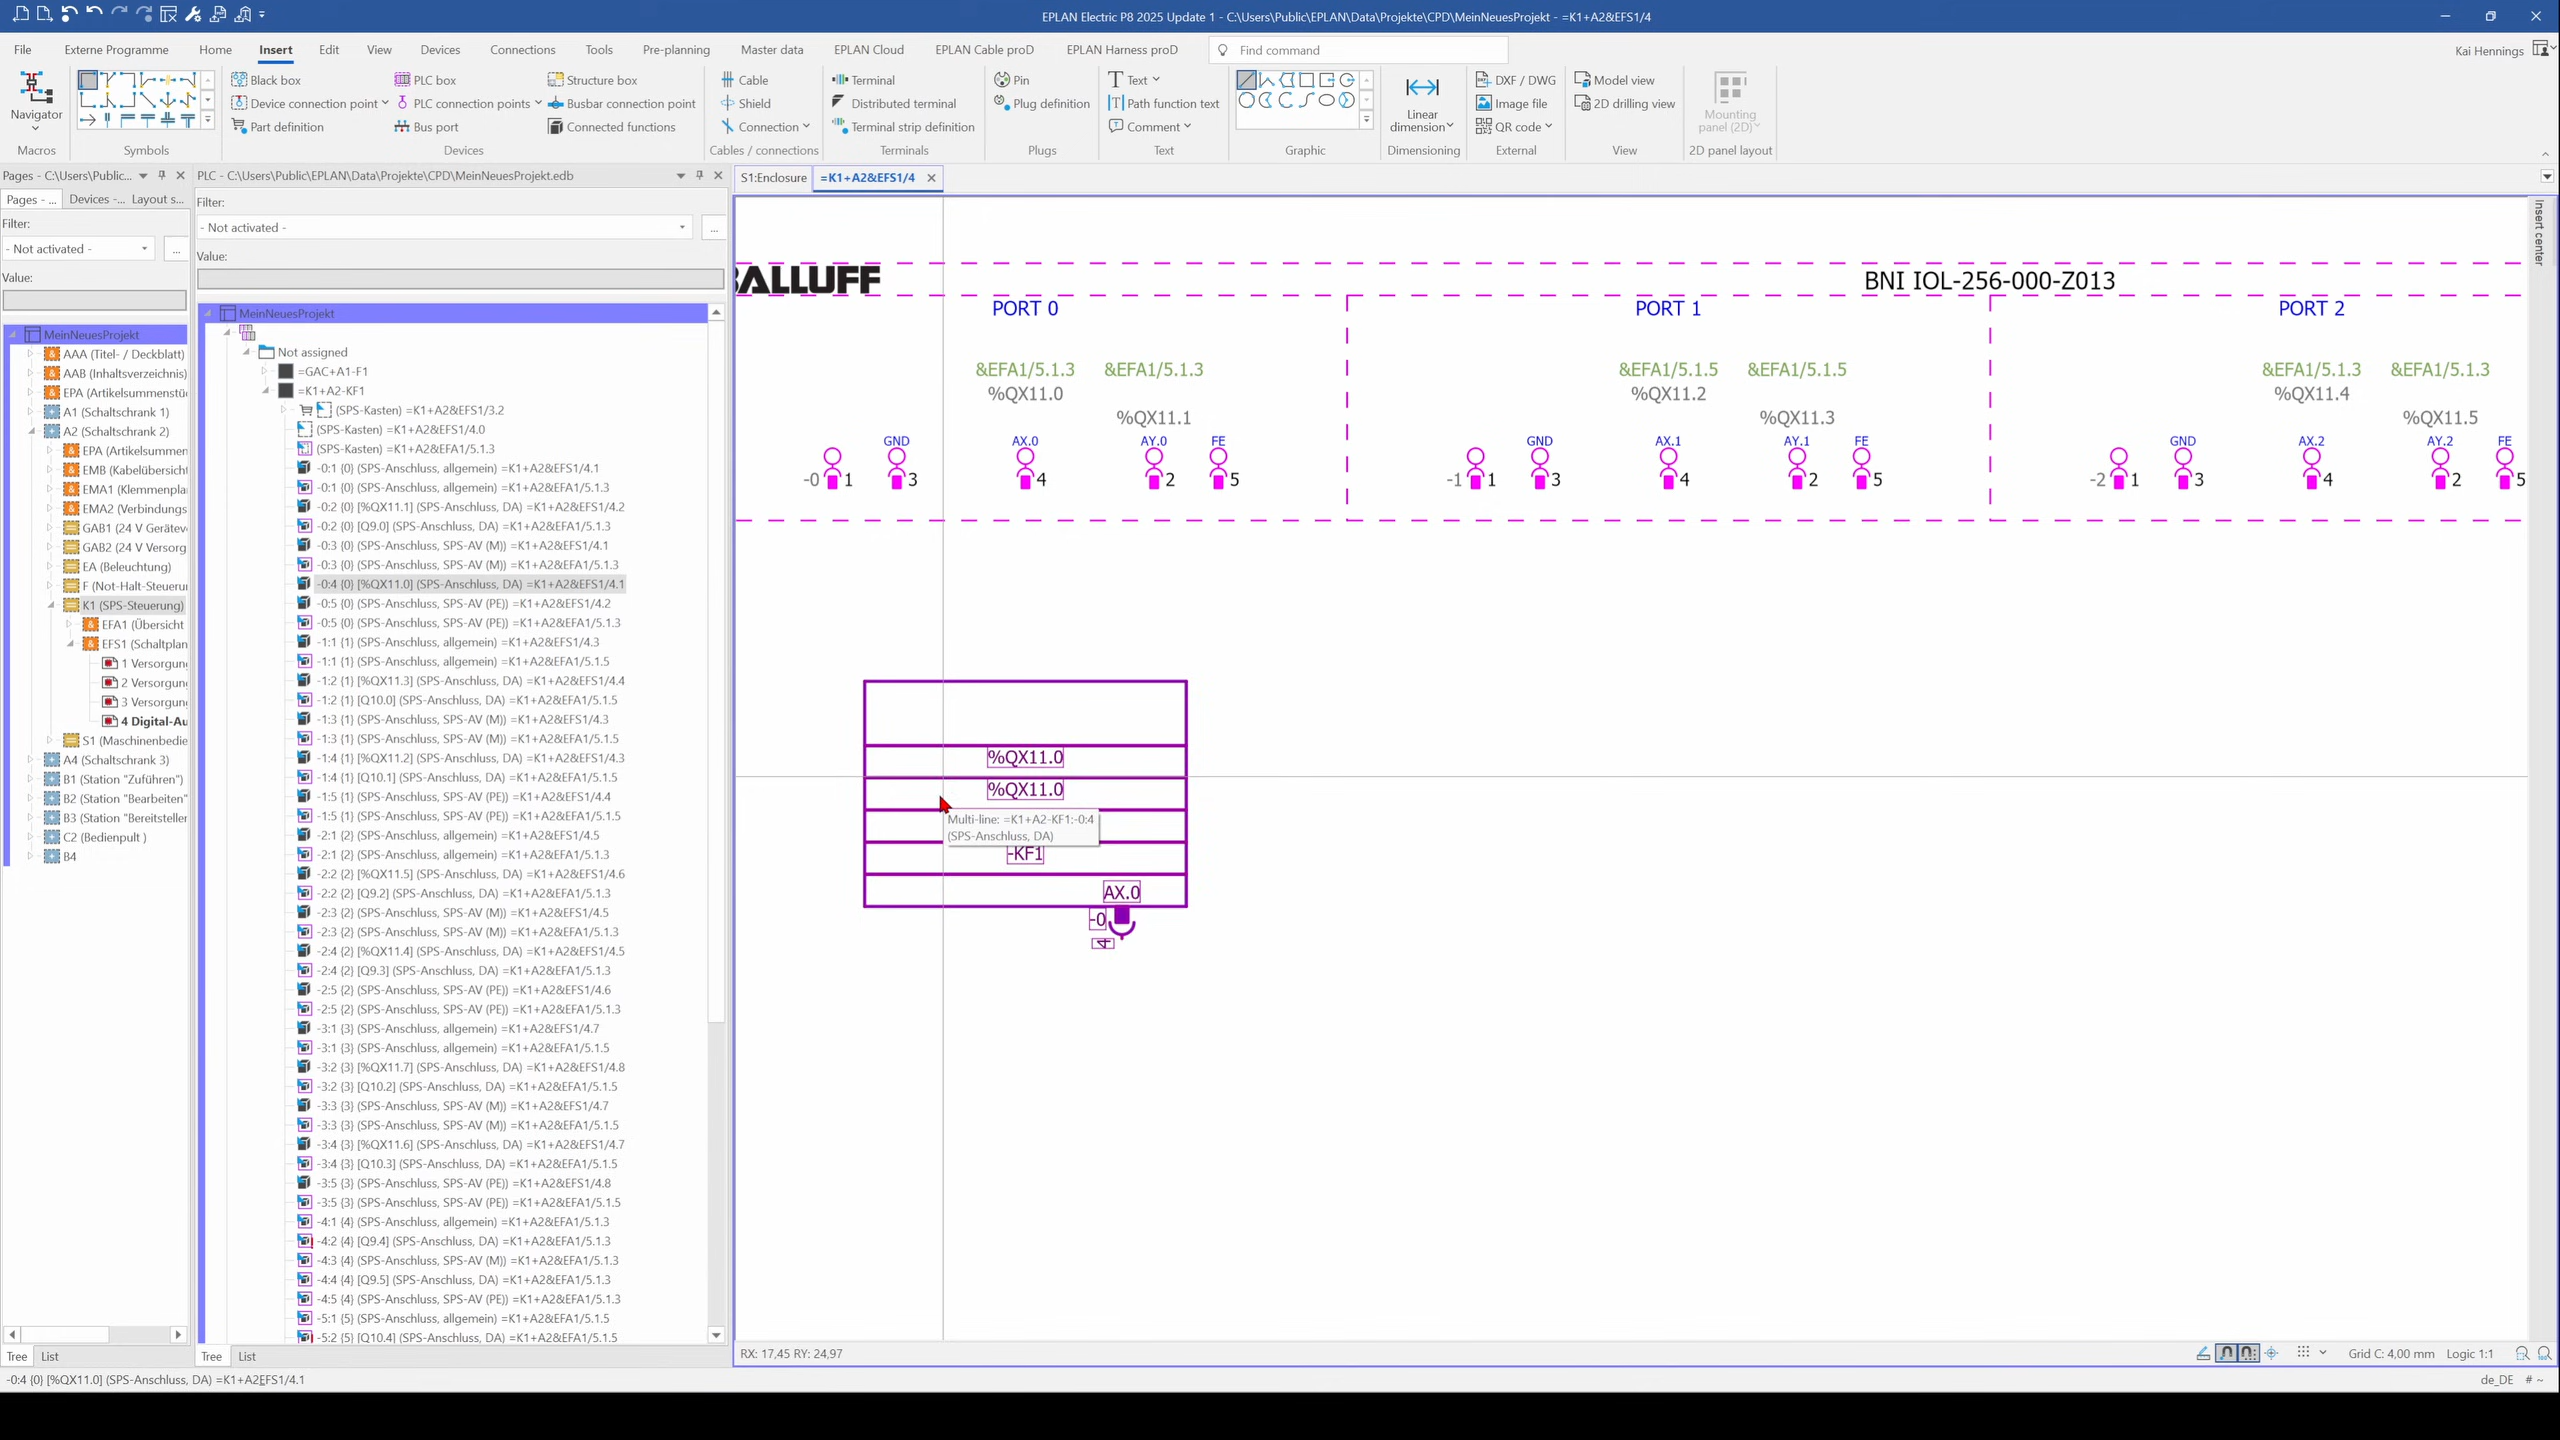 EPLAN Electric P8 2025 Update 1 - C:\Users\Public\EPLAN\Data\Projekte\CPD\MeinNeuesProjekt - =K1+A2&EFS1/4
File Externe Programme Home Insert Edit View Devices Connections Tools Pre-planning Master data EPLAN Cloud EPLAN Cable proD EPLAN Harness proD Find command Kai Hennings
Black box PLC box Structure box Cable Terminal Pin Text DXF / DWG Model view
Navigator Device connection point PLC connection points Busbar connection point Shield Distributed terminal Plug definition Path function text Linear dimension Image file 2D drilling view Mounting panel (2D)
Part definition Bus port Connected functions Connection Terminal strip definition Comment QR code
Macros Symbols Devices Cables / connections Terminals Plugs Text Graphic Dimensioning External View 2D panel layout
Pages - C:\Users\Public...
Pages - ... Devices -... Layout s...
Filter:
- Not activated -
...
Value:
MeinNeuesProjekt
AAA (Titel- / Deckblatt)
AAB (Inhaltsverzeichnis)
EPA (Artikelsummenstü
A1 (Schaltschrank 1)
A2 (Schaltschrank 2)
EPA (Artikelsummer
EMB (Kabelübersicht
EMA1 (Klemmenpla
EMA2 (Verbindungs
GAB1 (24 V Gerätev
GAB2 (24 V Versorg
EA (Beleuchtung)
F (Not-Halt-Steueru
K1 (SPS-Steuerung)
EFA1 (Übersicht
EFS1 (Schaltplan
1 Versorgung
2 Versorgung
3 Versorgung
4 Digital-Au
S1 (Maschinenbedie
A4 (Schaltschrank 3)
B1 (Station "Zuführen")
B2 (Station "Bearbeiten"
B3 (Station "Bereitsteller
C2 (Bedienpult )
B4
Tree List
PLC - C:\Users\Public\EPLAN\Data\Projekte\CPD\MeinNeuesProjekt.edb
Filter:
- Not activated -
...
Value:
MeinNeuesProjekt
Not assigned
=GAC+A1-F1
=K1+A2-KF1
(SPS-Kasten) =K1+A2&EFS1/3.2
(SPS-Kasten) =K1+A2&EFS1/4.0
(SPS-Kasten) =K1+A2&EFA1/5.1.3
-0:1 {0} (SPS-Anschluss, allgemein) =K1+A2&EFS1/4.1
-0:1 {0} (SPS-Anschluss, allgemein) =K1+A2&EFA1/5.1.3
-0:2 {0} [%QX11.1] (SPS-Anschluss, DA) =K1+A2&EFS1/4.2
-0:2 {0} [Q9.0] (SPS-Anschluss, DA) =K1+A2&EFA1/5.1.3
-0:3 {0} (SPS-Anschluss, SPS-AV (M)) =K1+A2&EFS1/4.1
-0:3 {0} (SPS-Anschluss, SPS-AV (M)) =K1+A2&EFA1/5.1.3
-0:4 {0} [%QX11.0] (SPS-Anschluss, DA) =K1+A2&EFS1/4.1
-0:5 {0} (SPS-Anschluss, SPS-AV (PE)) =K1+A2&EFS1/4.2
-0:5 {0} (SPS-Anschluss, SPS-AV (PE)) =K1+A2&EFA1/5.1.3
-1:1 {1} (SPS-Anschluss, allgemein) =K1+A2&EFS1/4.3
-1:1 {1} (SPS-Anschluss, allgemein) =K1+A2&EFA1/5.1.5
-1:2 {1} [%QX11.3] (SPS-Anschluss, DA) =K1+A2&EFS1/4.4
-1:2 {1} [Q10.0] (SPS-Anschluss, DA) =K1+A2&EFA1/5.1.5
-1:3 {1} (SPS-Anschluss, SPS-AV (M)) =K1+A2&EFS1/4.3
-1:3 {1} (SPS-Anschluss, SPS-AV (M)) =K1+A2&EFA1/5.1.5
-1:4 {1} [%QX11.2] (SPS-Anschluss, DA) =K1+A2&EFS1/4.3
-1:4 {1} [Q10.1] (SPS-Anschluss, DA) =K1+A2&EFA1/5.1.5
-1:5 {1} (SPS-Anschluss, SPS-AV (PE)) =K1+A2&EFS1/4.4
-1:5 {1} (SPS-Anschluss, SPS-AV (PE)) =K1+A2&EFA1/5.1.5
-2:1 {2} (SPS-Anschluss, allgemein) =K1+A2&EFS1/4.5
-2:1 {2} (SPS-Anschluss, allgemein) =K1+A2&EFA1/5.1.3
-2:2 {2} [%QX11.5] (SPS-Anschluss, DA) =K1+A2&EFS1/4.6
-2:2 {2} [Q9.2] (SPS-Anschluss, DA) =K1+A2&EFA1/5.1.3
-2:3 {2} (SPS-Anschluss, SPS-AV (M)) =K1+A2&EFS1/4.5
-2:3 {2} (SPS-Anschluss, SPS-AV (M)) =K1+A2&EFA1/5.1.3
-2:4 {2} [%QX11.4] (SPS-Anschluss, DA) =K1+A2&EFS1/4.5
-2:4 {2} [Q9.3] (SPS-Anschluss, DA) =K1+A2&EFA1/5.1.3
-2:5 {2} (SPS-Anschluss, SPS-AV (PE)) =K1+A2&EFS1/4.6
-2:5 {2} (SPS-Anschluss, SPS-AV (PE)) =K1+A2&EFA1/5.1.3
-3:1 {3} (SPS-Anschluss, allgemein) =K1+A2&EFS1/4.7
-3:1 {3} (SPS-Anschluss, allgemein) =K1+A2&EFA1/5.1.5
-3:2 {3} [%QX11.7] (SPS-Anschluss, DA) =K1+A2&EFS1/4.8
-3:2 {3} [Q10.2] (SPS-Anschluss, DA) =K1+A2&EFA1/5.1.5
-3:3 {3} (SPS-Anschluss, SPS-AV (M)) =K1+A2&EFS1/4.7
-3:3 {3} (SPS-Anschluss, SPS-AV (M)) =K1+A2&EFA1/5.1.5
-3:4 {3} [%QX11.6] (SPS-Anschluss, DA) =K1+A2&EFS1/4.7
-3:4 {3} [Q10.3] (SPS-Anschluss, DA) =K1+A2&EFA1/5.1.5
-3:5 {3} (SPS-Anschluss, SPS-AV (PE)) =K1+A2&EFS1/4.8
-3:5 {3} (SPS-Anschluss, SPS-AV (PE)) =K1+A2&EFA1/5.1.5
-4:1 {4} (SPS-Anschluss, allgemein) =K1+A2&EFA1/5.1.3
-4:2 {4} [Q9.4] (SPS-Anschluss, DA) =K1+A2&EFA1/5.1.3
-4:3 {4} (SPS-Anschluss, SPS-AV (M)) =K1+A2&EFA1/5.1.3
-4:4 {4} [Q9.5] (SPS-Anschluss, DA) =K1+A2&EFA1/5.1.3
-4:5 {4} (SPS-Anschluss, SPS-AV (PE)) =K1+A2&EFA1/5.1.3
-5:1 {5} (SPS-Anschluss, allgemein) =K1+A2&EFA1/5.1.5
-5:2 {5} [Q10.4] (SPS-Anschluss, DA) =K1+A2&EFA1/5.1.5
Tree List
S1:Enclosure =K1+A2&EFS1/4
Insert center
BALLUFF BNI IOL-256-000-Z013
PORT 0 PORT 1 PORT 2
&EFA1/5.1.3 &EFA1/5.1.3 &EFA1/5.1.5 &EFA1/5.1.5 &EFA1/5.1.3 &EFA1/5.1.3
%QX11.0 %QX11.2 %QX11.4
%QX11.1 %QX11.3 %QX11.5
GND AX.0 AY.0 FE GND AX.1 AY.1 FE GND AX.2 AY.2 FE
-0 1 3 4 2 5 -1 1 3 4 2 5 -2 1 3 4 2 5
%QX11.0
%QX11.0
Multi-line: =K1+A2-KF1:-0:4
(SPS-Anschluss, DA)
-KF1
AX.0
-0
4
RX: 17,45 RY: 24,97 Grid C: 4,00 mm Logic 1:1
-0:4 {0} [%QX11.0] (SPS-Anschluss, DA) =K1+A2EFS1/4.1 de_DE # ~